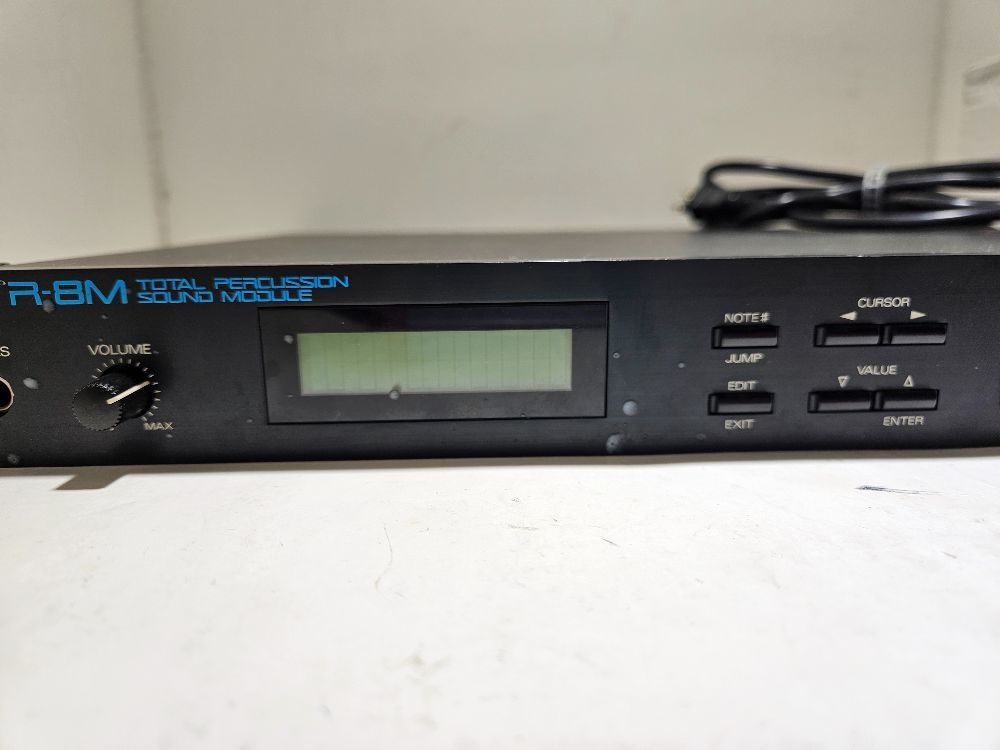 R-8M TOTAL PERCUSSION
SOUND MODULE
VOLUME
MAX
NOTE#
JUMP
EDIT
EXIT
CURSOR
VALUE
ENTER